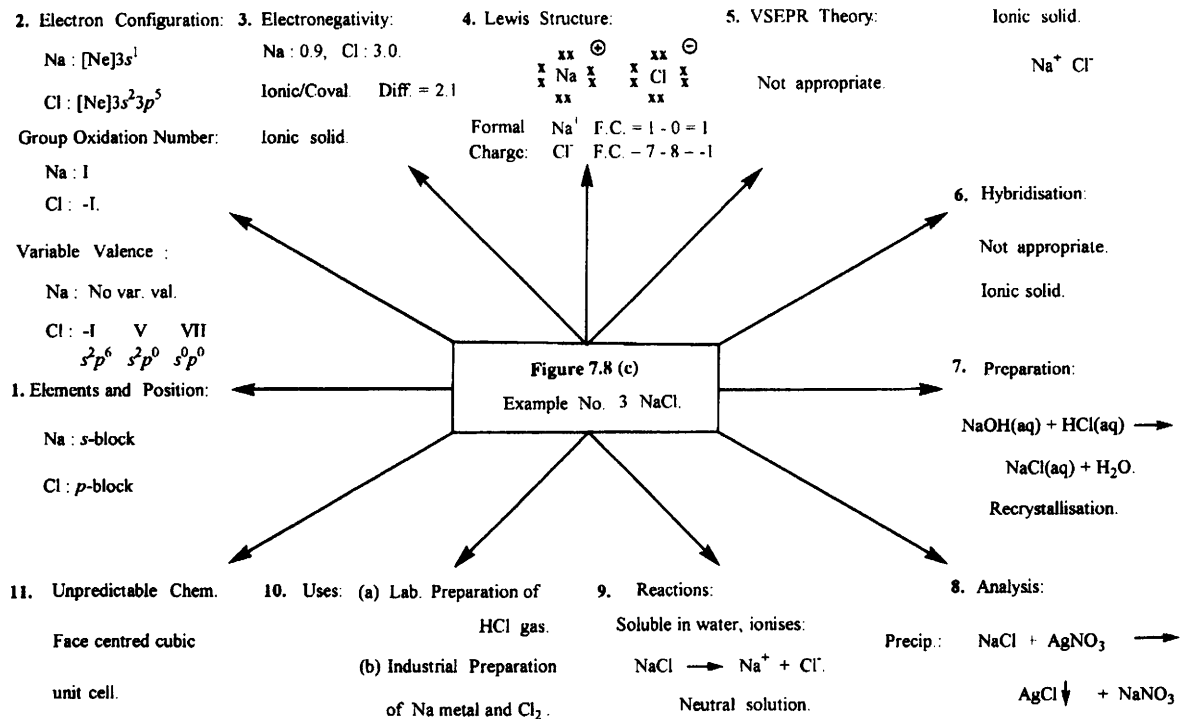 2. Electron Configuration:
Na : [Ne]3s¹
Cl : [Ne]3s²3p⁵
Group Oxidation Number:
Na : I
Cl : -I.
Variable Valence :
Na : No var. val.
Cl : -I V VII
s²p⁶ s²p⁰ s⁰p⁰
1. Elements and Position:
Na : s-block
Cl : p-block
3. Electronegativity:
Na : 0.9, Cl : 3.0.
Ionic/Coval. Diff. = 2.1
Ionic solid.
4. Lewis Structure:
xx ⊕ xx ⊖
x Na x x Cl x
x x x x
xx xx
Formal Na⁺ F.C. = 1 - 0 = 1
Charge: Cl⁻ F.C. = 7 - 8 = -1
5. VSEPR Theory:
Not appropriate.
Ionic solid.
Na⁺ Cl⁻
6. Hybridisation:
Not appropriate.
Ionic solid.
Figure 7.8 (c)
Example No. 3 NaCl.
7. Preparation:
NaOH(aq) + HCl(aq) →
NaCl(aq) + H₂O.
Recrystallisation.
8. Analysis:
Precip.: NaCl + AgNO₃ →
AgCl↓ + NaNO₃
9. Reactions:
Soluble in water, ionises:
NaCl → Na⁺ + Cl⁻.
Neutral solution.
10. Uses: (a) Lab. Preparation of
HCl gas.
(b) Industrial Preparation
of Na metal and Cl₂ .
11. Unpredictable Chem.
Face centred cubic
unit cell.